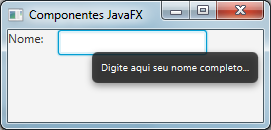 Componentes JavaFX
Nome:
Digite aqui seu nome completo...